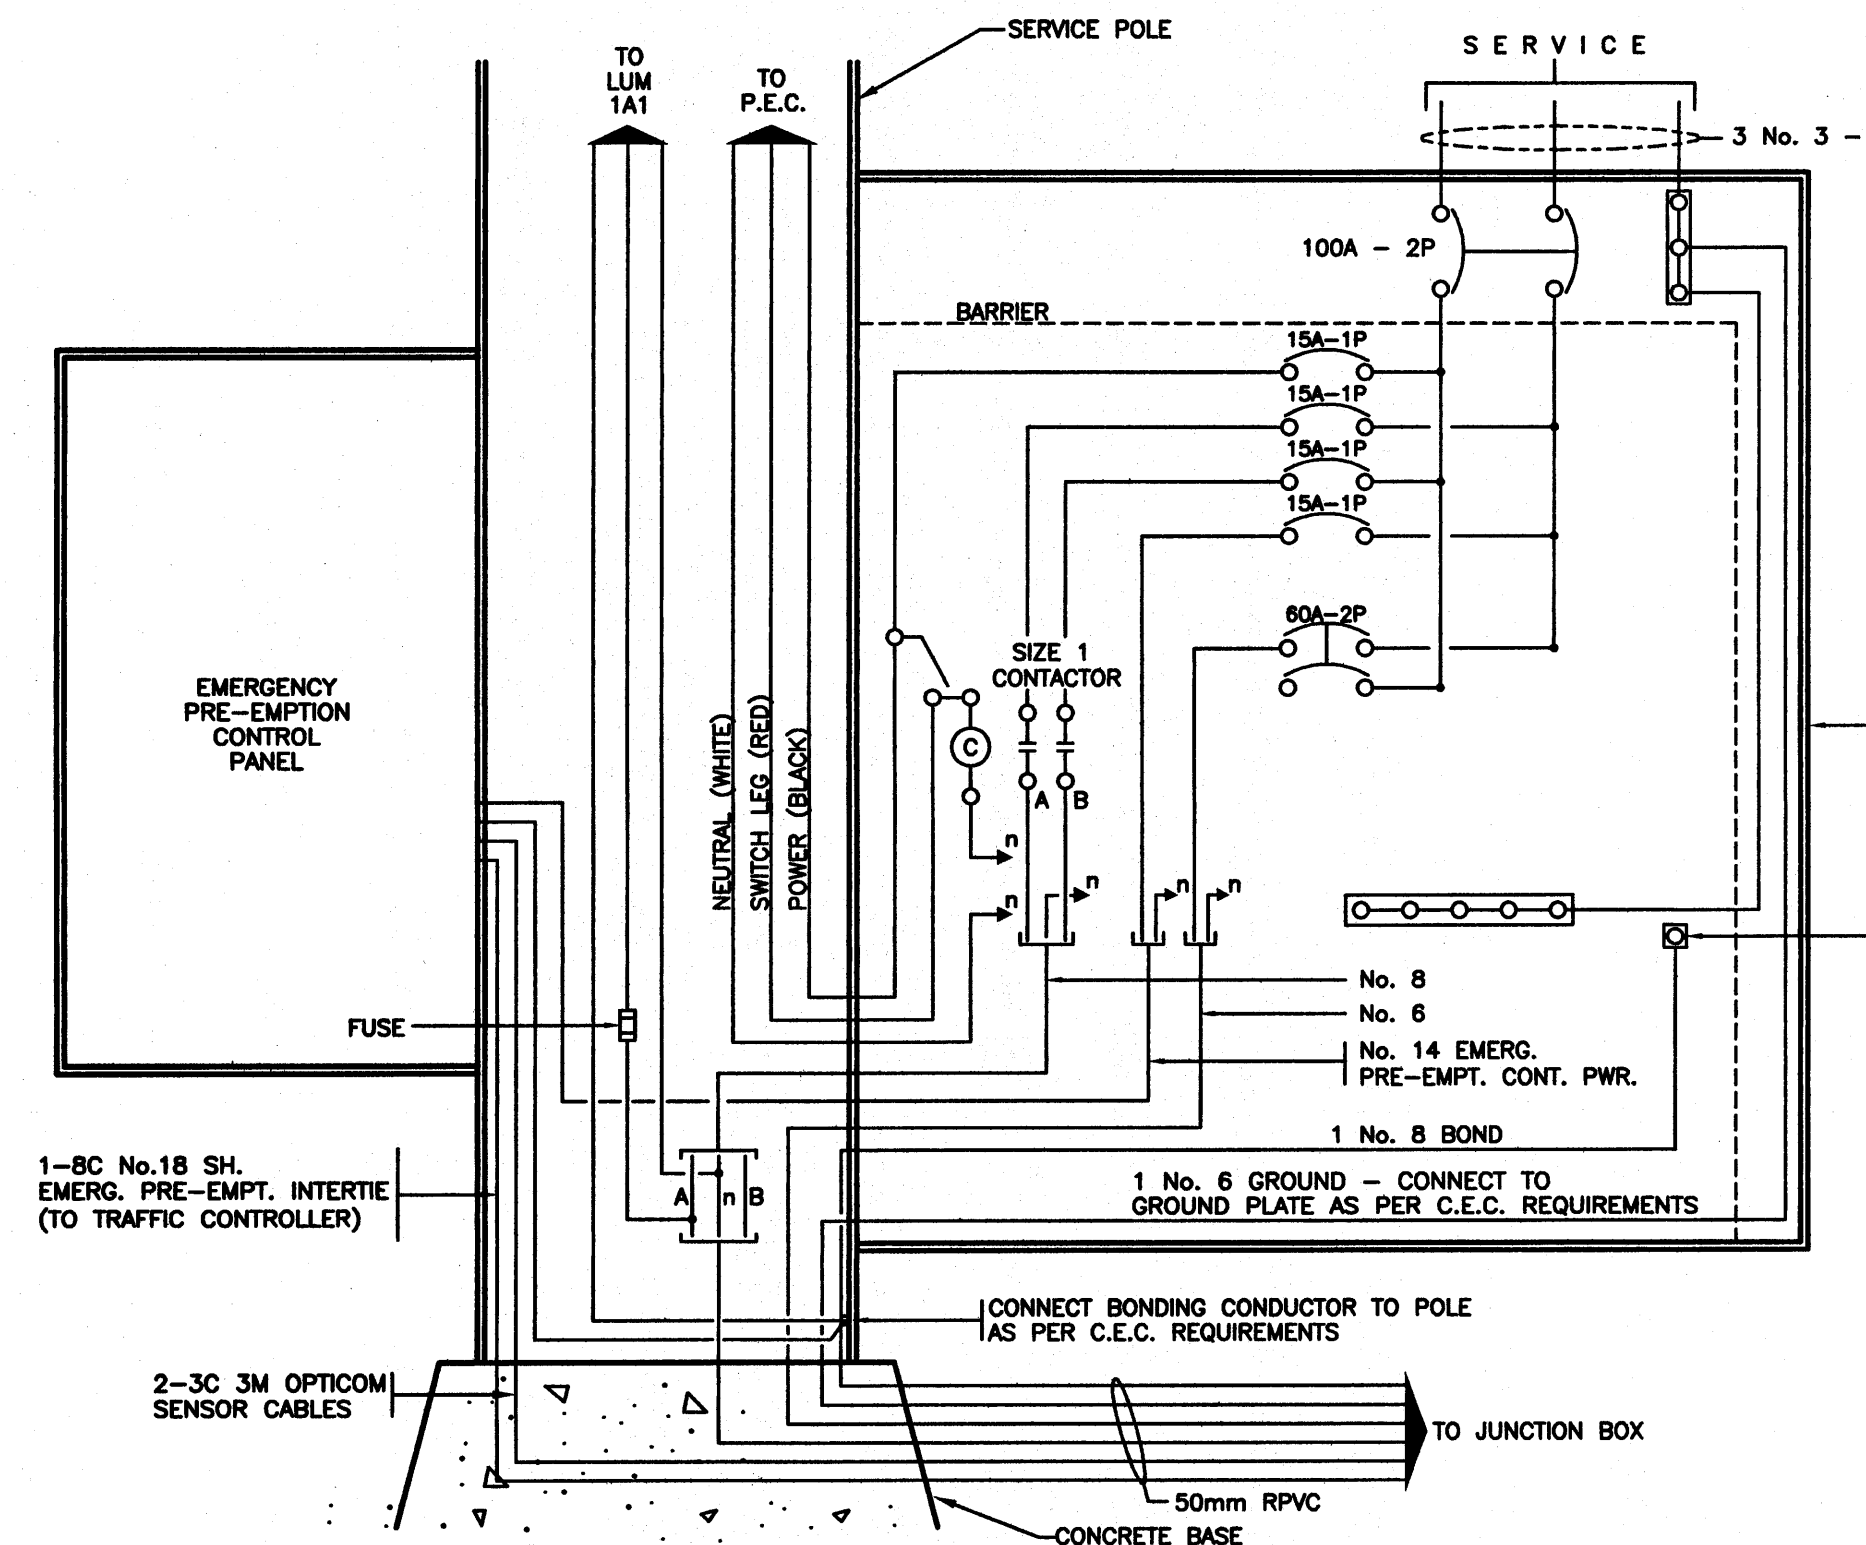 SERVICE POLE
S E R V I C E
TO
LUM
1A1
TO
P.E.C.
3 No. 3 -
100A - 2P
BARRIER
15A-1P
15A-1P
15A-1P
15A-1P
60A-2P
SIZE 1
CONTACTOR
EMERGENCY
PRE-EMPTION
CONTROL
PANEL
NEUTRAL (WHITE)
SWITCH LEG (RED)
POWER (BLACK)
C
A
B
n
n
n
n
n
No. 8
No. 6
FUSE
No. 14 EMERG.
PRE-EMPT. CONT. PWR.
1 No. 8 BOND
1-8C No.18 SH.
EMERG. PRE-EMPT. INTERTIE
(TO TRAFFIC CONTROLLER)
A
n
B
1 No. 6 GROUND - CONNECT TO
GROUND PLATE AS PER C.E.C. REQUIREMENTS
CONNECT BONDING CONDUCTOR TO POLE
AS PER C.E.C. REQUIREMENTS
2-3C 3M OPTICOM
SENSOR CABLES
TO JUNCTION BOX
50mm RPVC
CONCRETE BASE